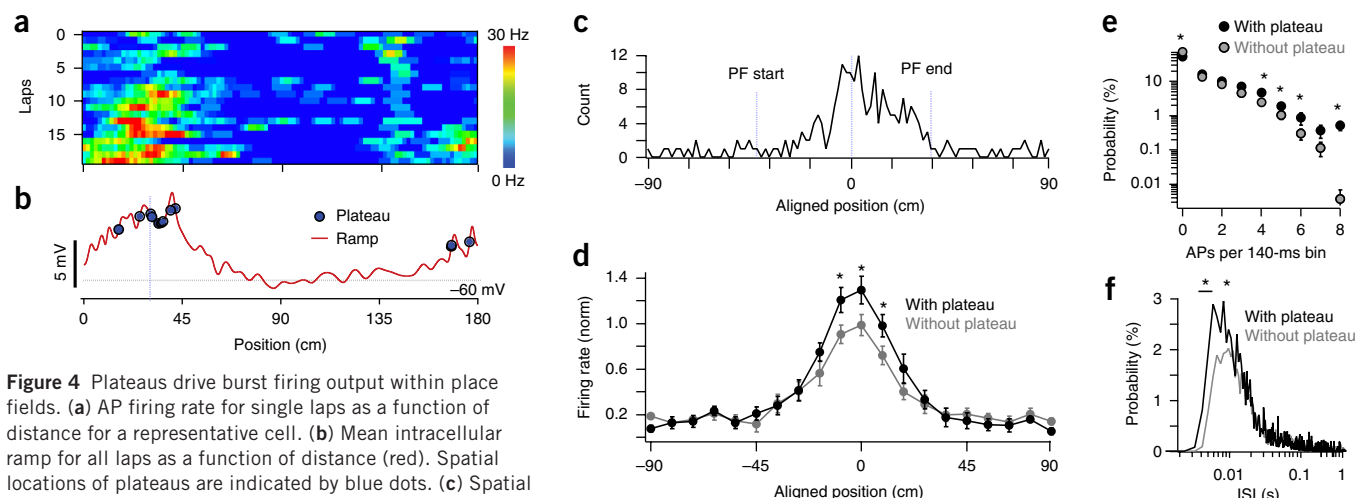 a
30 Hz
0 Hz
Laps
0
5
10
15
b
5 mV
Plateau
Ramp
–60 mV
0
45
90
135
180
Position (cm)
Figure 4 Plateaus drive burst firing output within place
fields. (a) AP firing rate for single laps as a function of
distance for a representative cell. (b) Mean intracellular
ramp for all laps as a function of distance (red). Spatial
locations of plateaus are indicated by blue dots. (c) Spatial
c
12
8
4
0
Count
PF start
PF end
–90
0
90
Aligned position (cm)
d
1.4
1.0
0.6
0.2
Firing rate (norm)
* * *
With plateau
Without plateau
–90
–45
0
45
90
Aligned position (cm)
e
With plateau
Without plateau
* * * * *
10
1
0.1
0.01
Probability (%)
0
2
4
6
8
APs per 140-ms bin
f
* *
3
2
1
0
Probability (%)
With plateau
Without plateau
0.01
0.10
1
ISI (s)